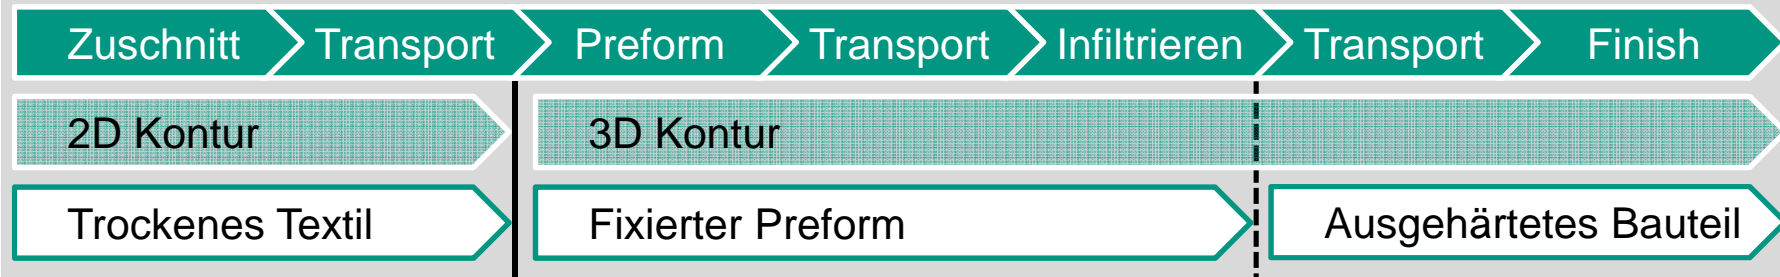 Zuschnitt Transport Preform Transport Infiltrieren Transport Finish
2D Kontur 3D Kontur
Trockenes Textil Fixierter Preform Ausgehärtetes Bauteil